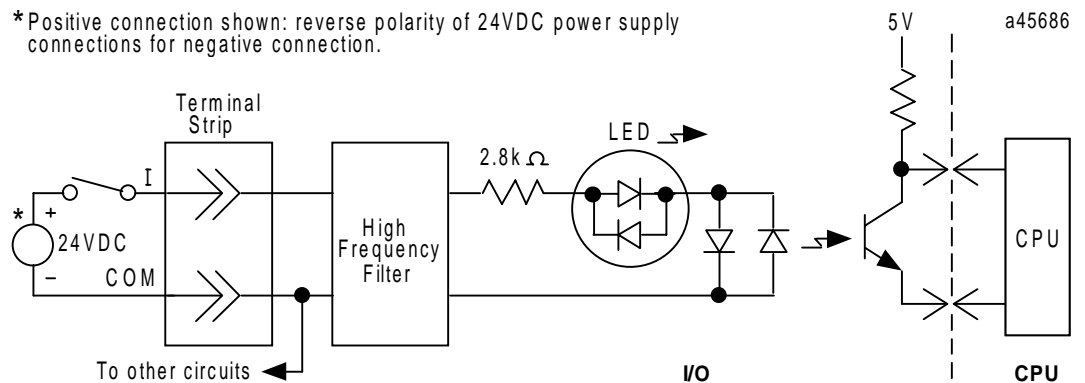 *Positive connection shown: reverse polarity of 24VDC power supply
connections for negative connection.
5V
a45686
Terminal
Strip
LED
2.8k Ω
I
* +
24VDC
–
COM
High
Frequency
Filter
CPU
To other circuits
I/O
CPU